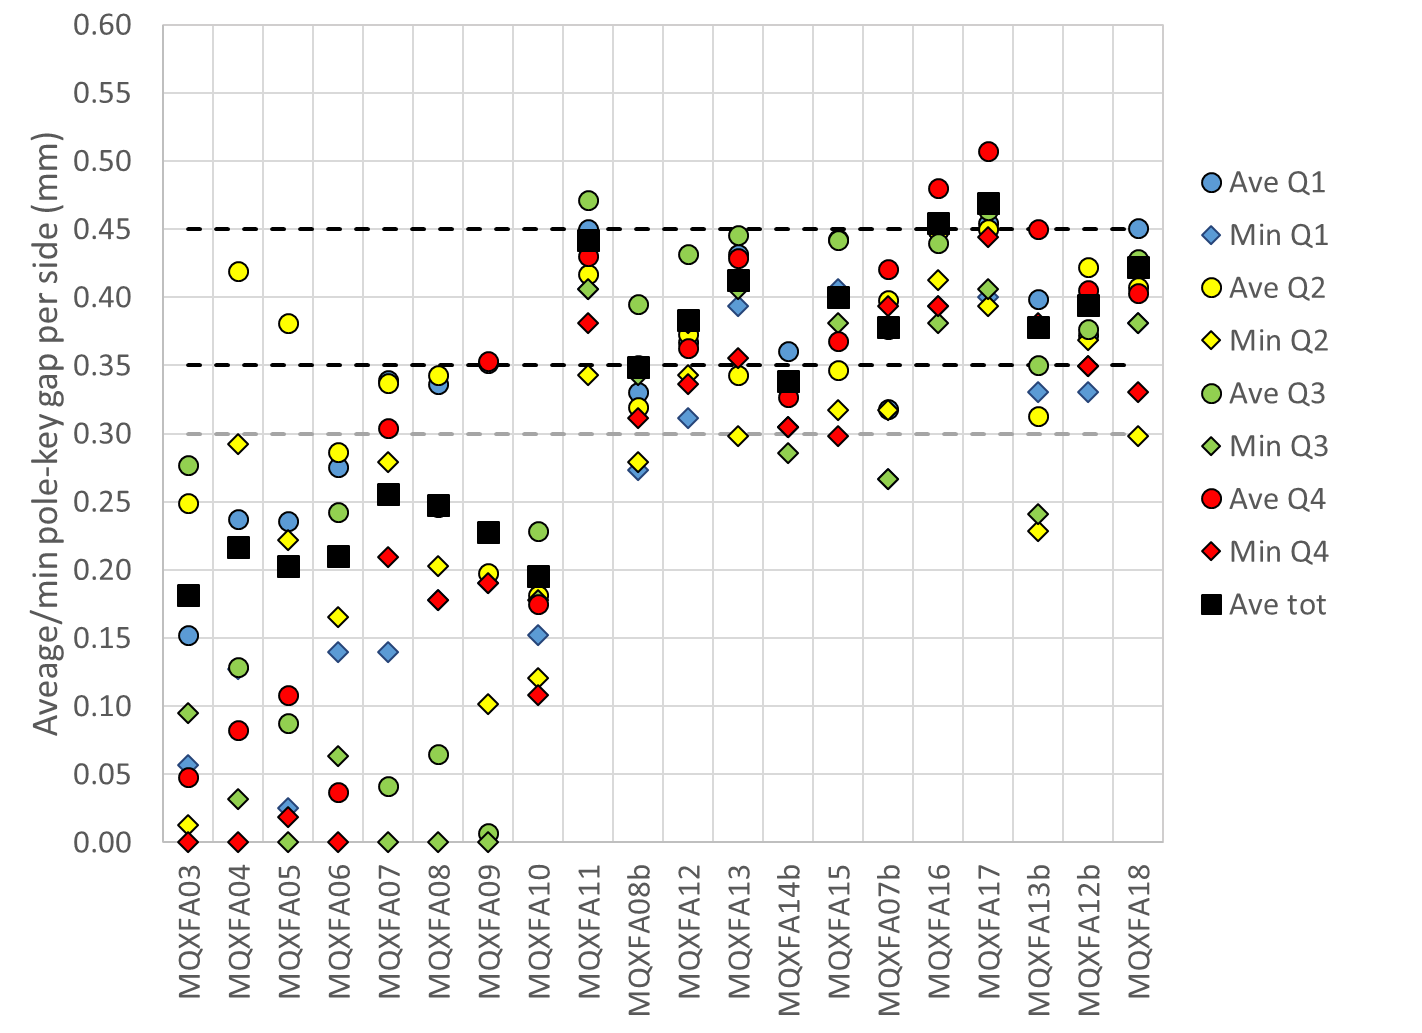 Aveage/min pole-key gap per side (mm)
0.60
0.55
0.50
0.45
0.40
0.35
0.30
0.25
0.20
0.15
0.10
0.05
0.00
MQXFA03
MQXFA04
MQXFA05
MQXFA06
MQXFA07
MQXFA08
MQXFA09
MQXFA10
MQXFA11
MQXFA08b
MQXFA12
MQXFA13
MQXFA14b
MQXFA15
MQXFA07b
MQXFA16
MQXFA17
MQXFA13b
MQXFA12b
MQXFA18
Ave Q1
Min Q1
Ave Q2
Min Q2
Ave Q3
Min Q3
Ave Q4
Min Q4
Ave tot